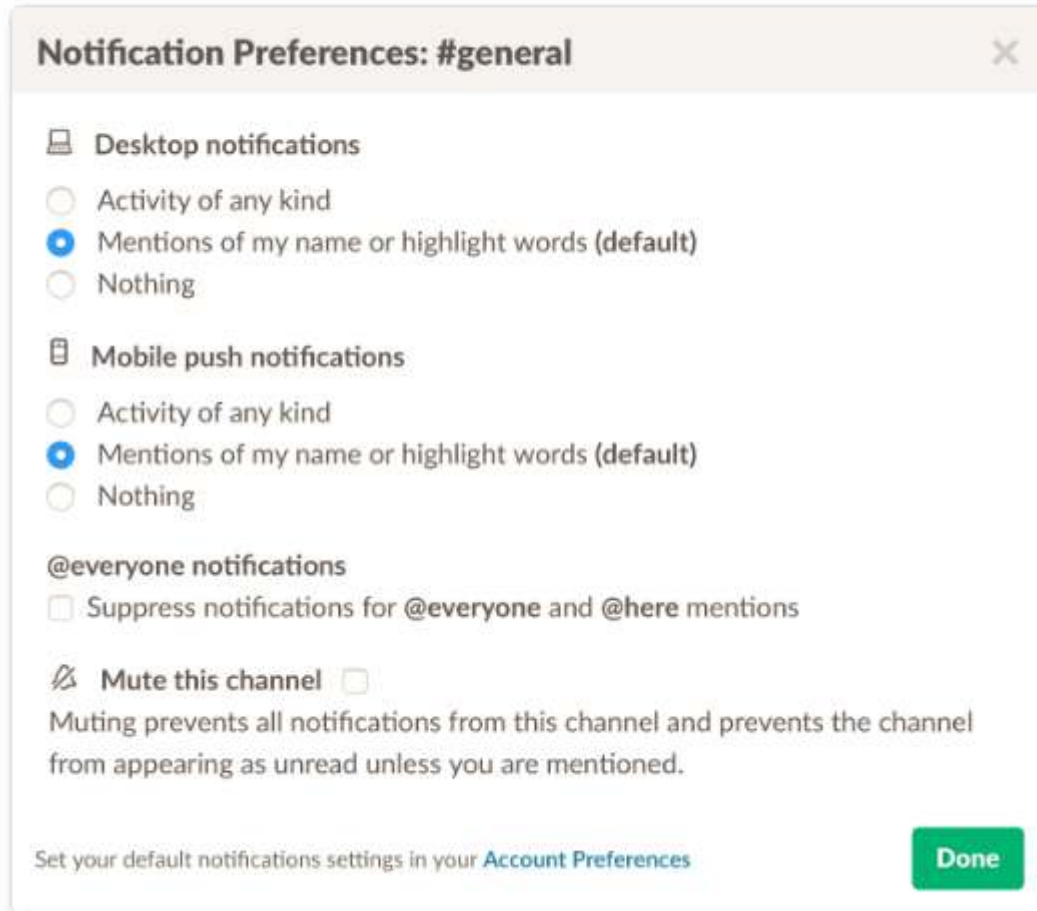 Notification Preferences: #general
Desktop notifications
Activity of any kind
Mentions of my name or highlight words (default)
Nothing
Mobile push notifications
Activity of any kind
Mentions of my name or highlight words (default)
Nothing
@everyone notifications
Suppress notifications for @everyone and @here mentions
Mute this channel
Muting prevents all notifications from this channel and prevents the channel
from appearing as unread unless you are mentioned.
Set your default notifications settings in your Account Preferences
Done